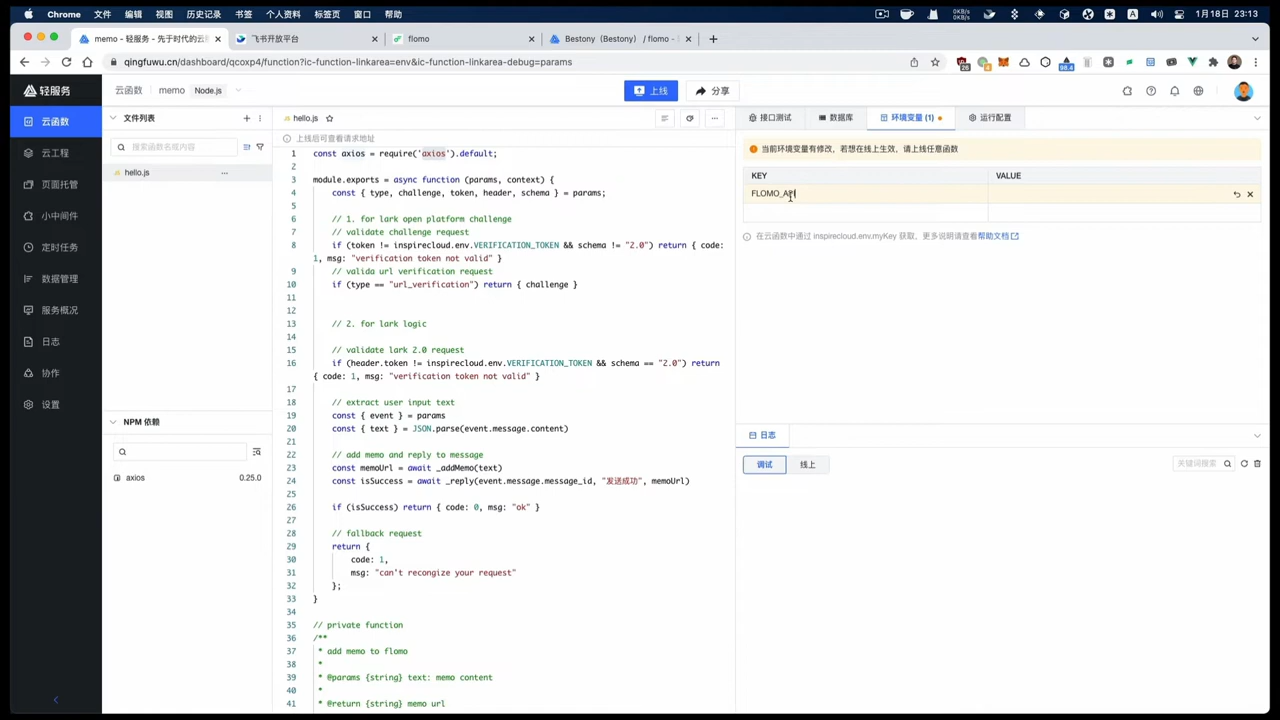 Chrome 文件 编辑 视图 历史记录 书签 个人资料 标签页 窗口 帮助 0KB/s 0KB/s A 1月18日 23:13
memo - 轻服务 - 先于时代的云 飞书开放平台 flomo Bestony (Bestony) / flomo -
qingfuwu.cn/dashboard/qcoxp4/function?ic-function-linkarea=env&ic-function-linkarea-debug=params
轻服务 云函数 memo Node.js 上线 分享
云函数
云工程
页面托管
小中间件
定时任务
数据管理
服务概况
日志
协作
设置
文件列表
搜索函数名或内容
hello.js
NPM 依赖
axios 0.25.0
hello.js
上线后可查看请求地址
1 const axios = require('axios').default;
2
3 module.exports = async function (params, context) {
4 const { type, challenge, token, header, schema } = params;
5
6 // 1. for lark open platform challenge
7 // validate challenge request
8 if (token != inspirecloud.env.VERIFICATION_TOKEN && schema != "2.0") return { code:
1, msg: "verification token not valid" }
9 // valida url verification request
10 if (type == "url_verification") return { challenge }
11
12
13 // 2. for lark logic
14
15 // validate lark 2.0 request
16 if (header.token != inspirecloud.env.VERIFICATION_TOKEN && schema == "2.0") return
{ code: 1, msg: "verification token not valid" }
17
18 // extract user input text
19 const { event } = params
20 const { text } = JSON.parse(event.message.content)
21
22 // add memo and reply to message
23 const memoUrl = await _addMemo(text)
24 const isSuccess = await _reply(event.message.message_id, "发送成功", memoUrl)
25
26 if (isSuccess) return { code: 0, msg: "ok" }
27
28 // fallback request
29 return {
30 code: 1,
31 msg: "can't recongize your request"
32 };
33 }
34
35 // private function
36 /**
37 * add memo to flomo
38 *
39 * @params {string} text: memo content
40 *
41 * @return {string} memo url
接口测试 数据库 环境变量 (1) 运行配置
当前环境变量有修改，若想在线上生效，请上线任意函数
KEY VALUE
FLOMO_API
在云函数中通过 inspirecloud.env.myKey 获取，更多说明请查看帮助文档
日志
调试 线上 关键词搜索